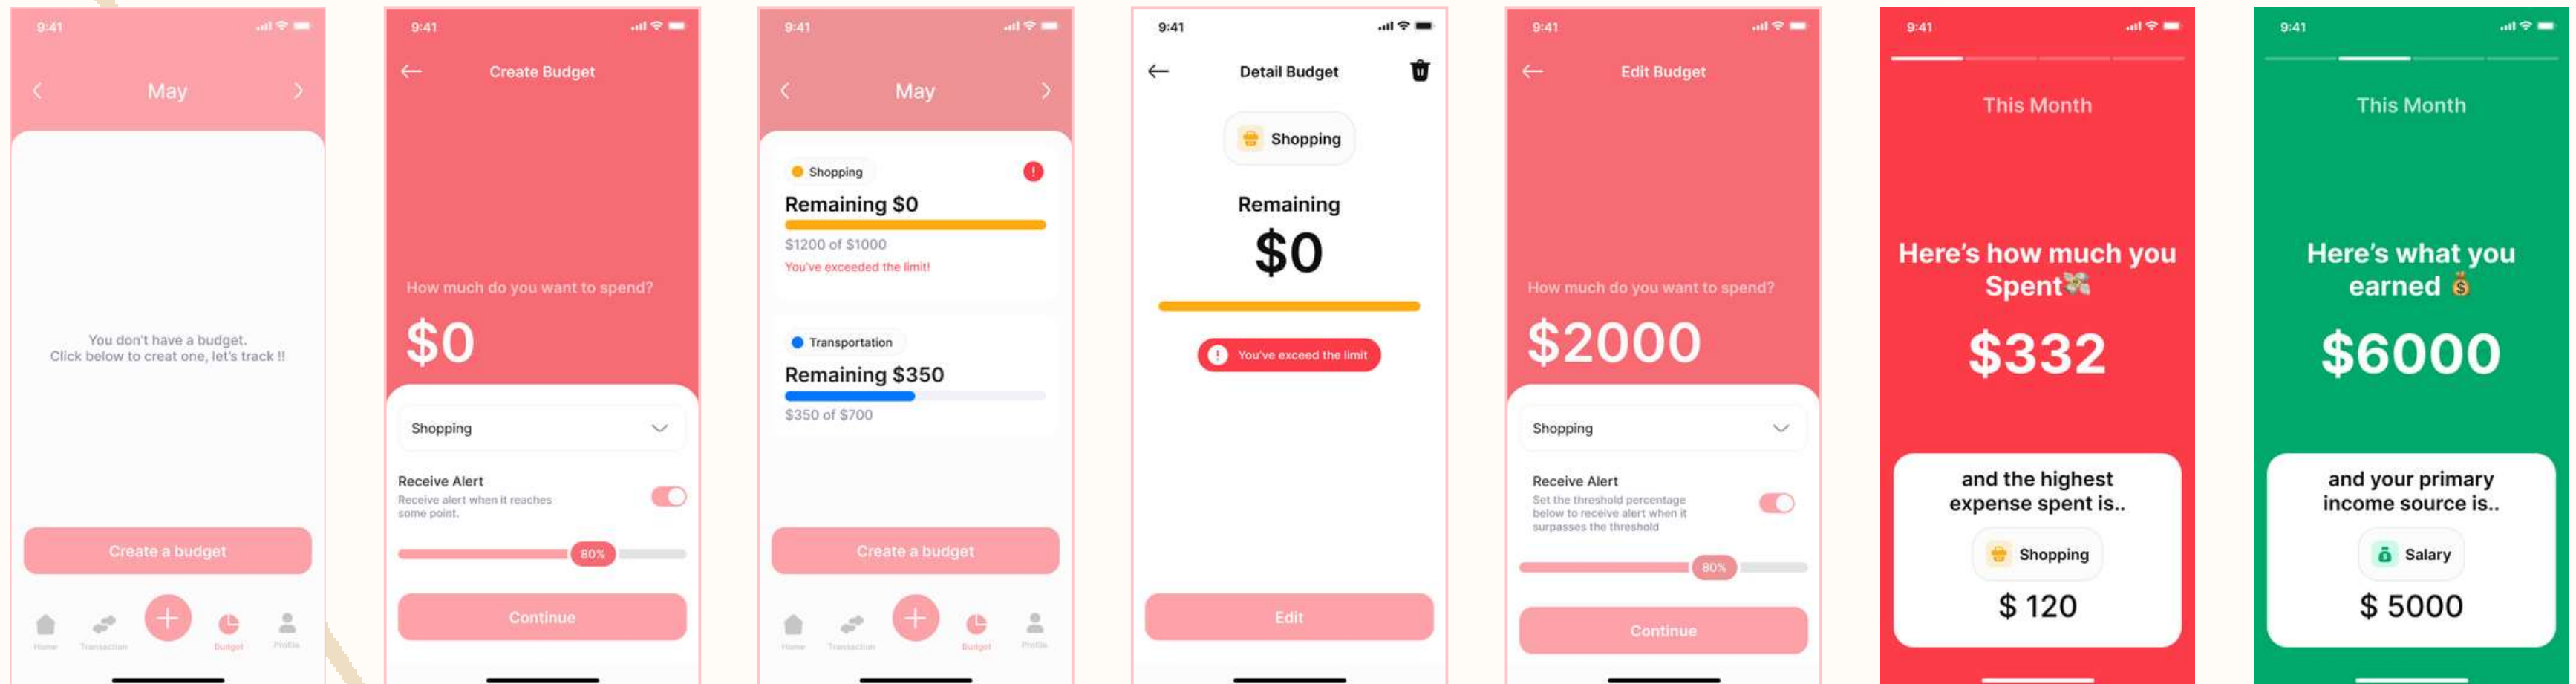 9:41
May
You don't have a budget.
Click below to creat one, let's track !!
Create a budget
Home
Transaction
Budget
Profile
9:41
Create Budget
How much do you want to spend?
$0
Shopping
Receive Alert
Receive alert when it reaches
some point.
80%
Continue
9:41
May
Shopping
Remaining $0
$1200 of $1000
You've exceeded the limit!
Transportation
Remaining $350
$350 of $700
Create a budget
Home
Transaction
Budget
Profile
9:41
Detail Budget
Shopping
Remaining
$0
You've exceed the limit
Edit
9:41
Edit Budget
How much do you want to spend?
$2000
Shopping
Receive Alert
Set the threshold percentage
below to receive alert when it
surpasses the threshold
80%
Continue
9:41
This Month
Here's how much you
Spent
$332
and the highest
expense spent is..
Shopping
$ 120
9:41
This Month
Here's what you
earned
$6000
and your primary
income source is..
Salary
$ 5000